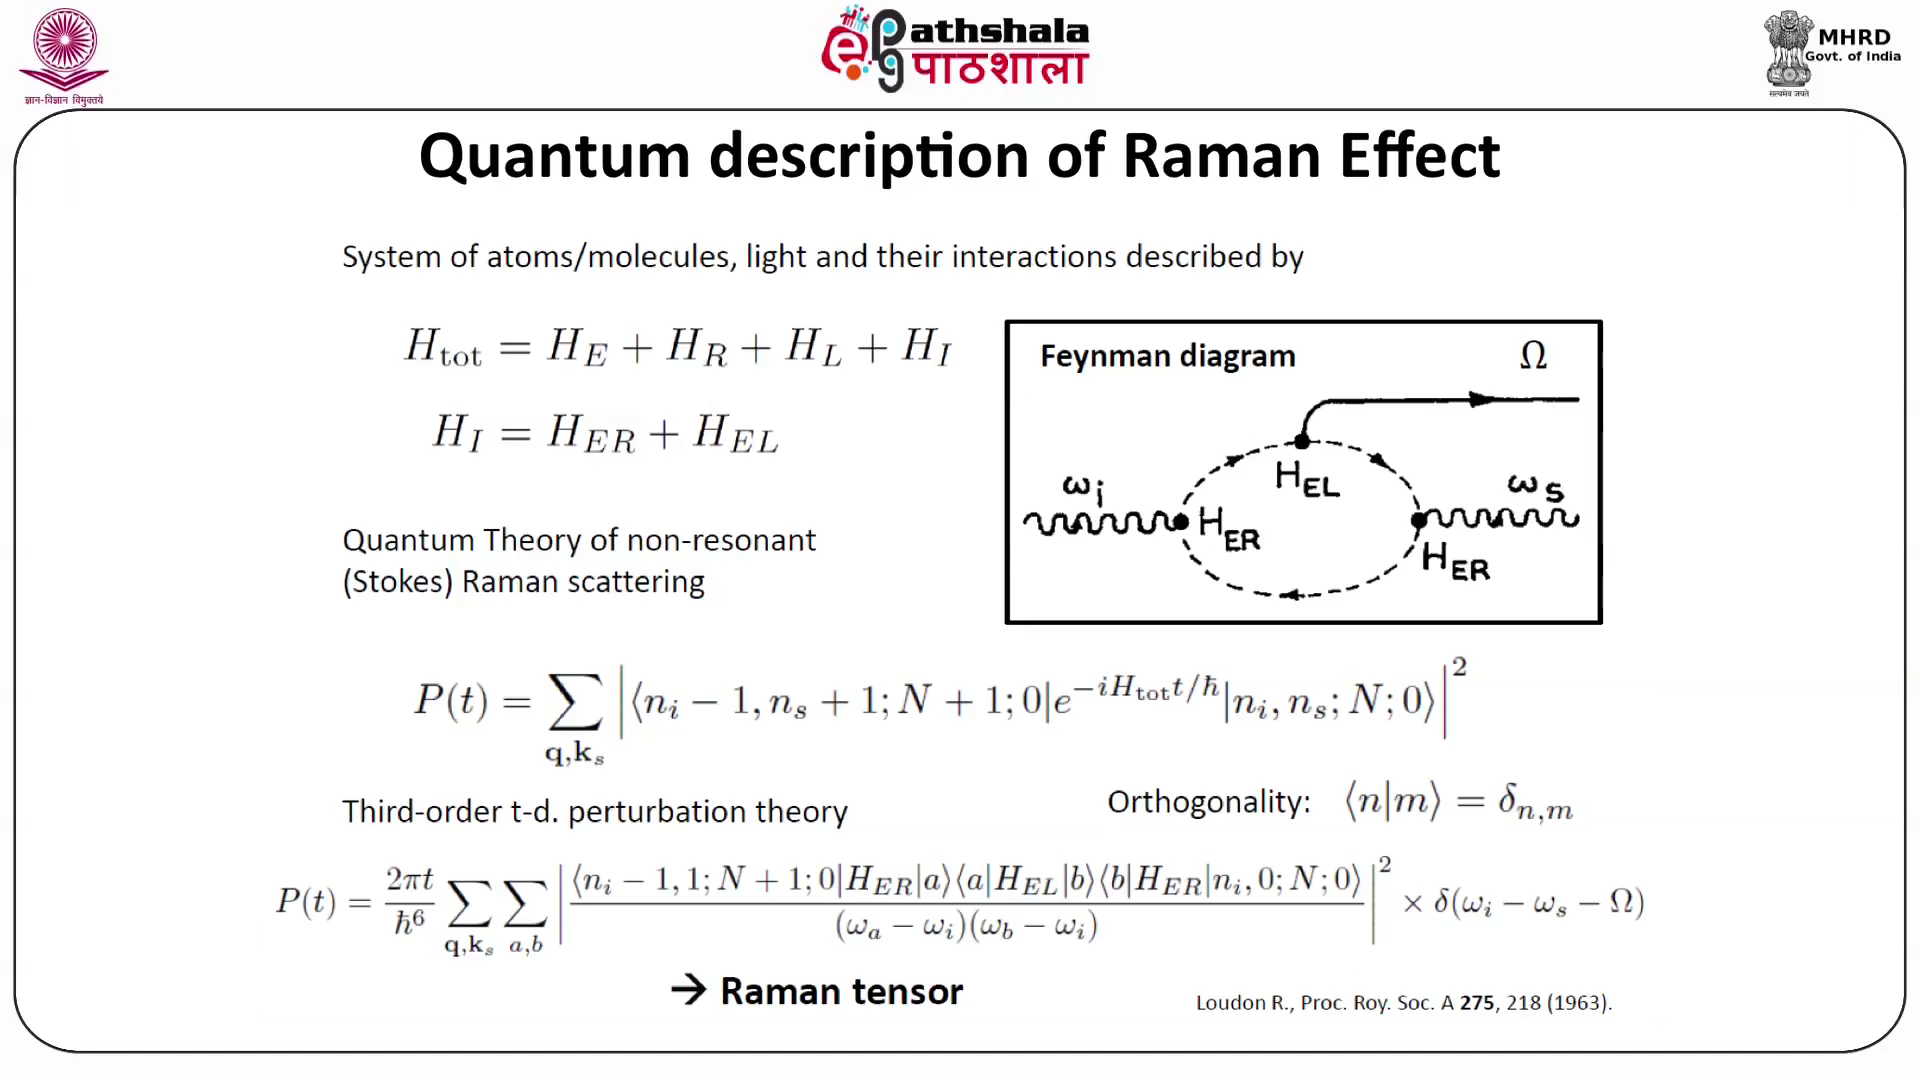 ज्ञान-विज्ञान विमुक्तये
ePathshala
पाठशाला
MHRD
Govt. of India
सत्यमेव जयते
Quantum description of Raman Effect
System of atoms/molecules, light and their interactions described by
H_tot = H_E + H_R + H_L + H_I
H_I = H_ER + H_EL
Feynman diagram Ω
H_EL
ω_i H_ER ω_s
H_ER
Quantum Theory of non-resonant
(Stokes) Raman scattering
P(t) = ∑_{q,k_s} |⟨n_i − 1, n_s + 1; N + 1; 0|e^{−iH_tot t/ħ}|n_i, n_s; N; 0⟩|^2
Third-order t-d. perturbation theory
Orthogonality: ⟨n|m⟩ = δ_{n,m}
P(t) = \frac{2πt}{ħ^6} ∑_{q,k_s} ∑_{a,b} |\frac{⟨n_i − 1, 1; N + 1; 0|H_ER|a⟩⟨a|H_EL|b⟩⟨b|H_ER|n_i, 0; N; 0⟩}{(ω_a − ω_i)(ω_b − ω_i)}|^2 × δ(ω_i − ω_s − Ω)
→ Raman tensor
Loudon R., Proc. Roy. Soc. A 275, 218 (1963).